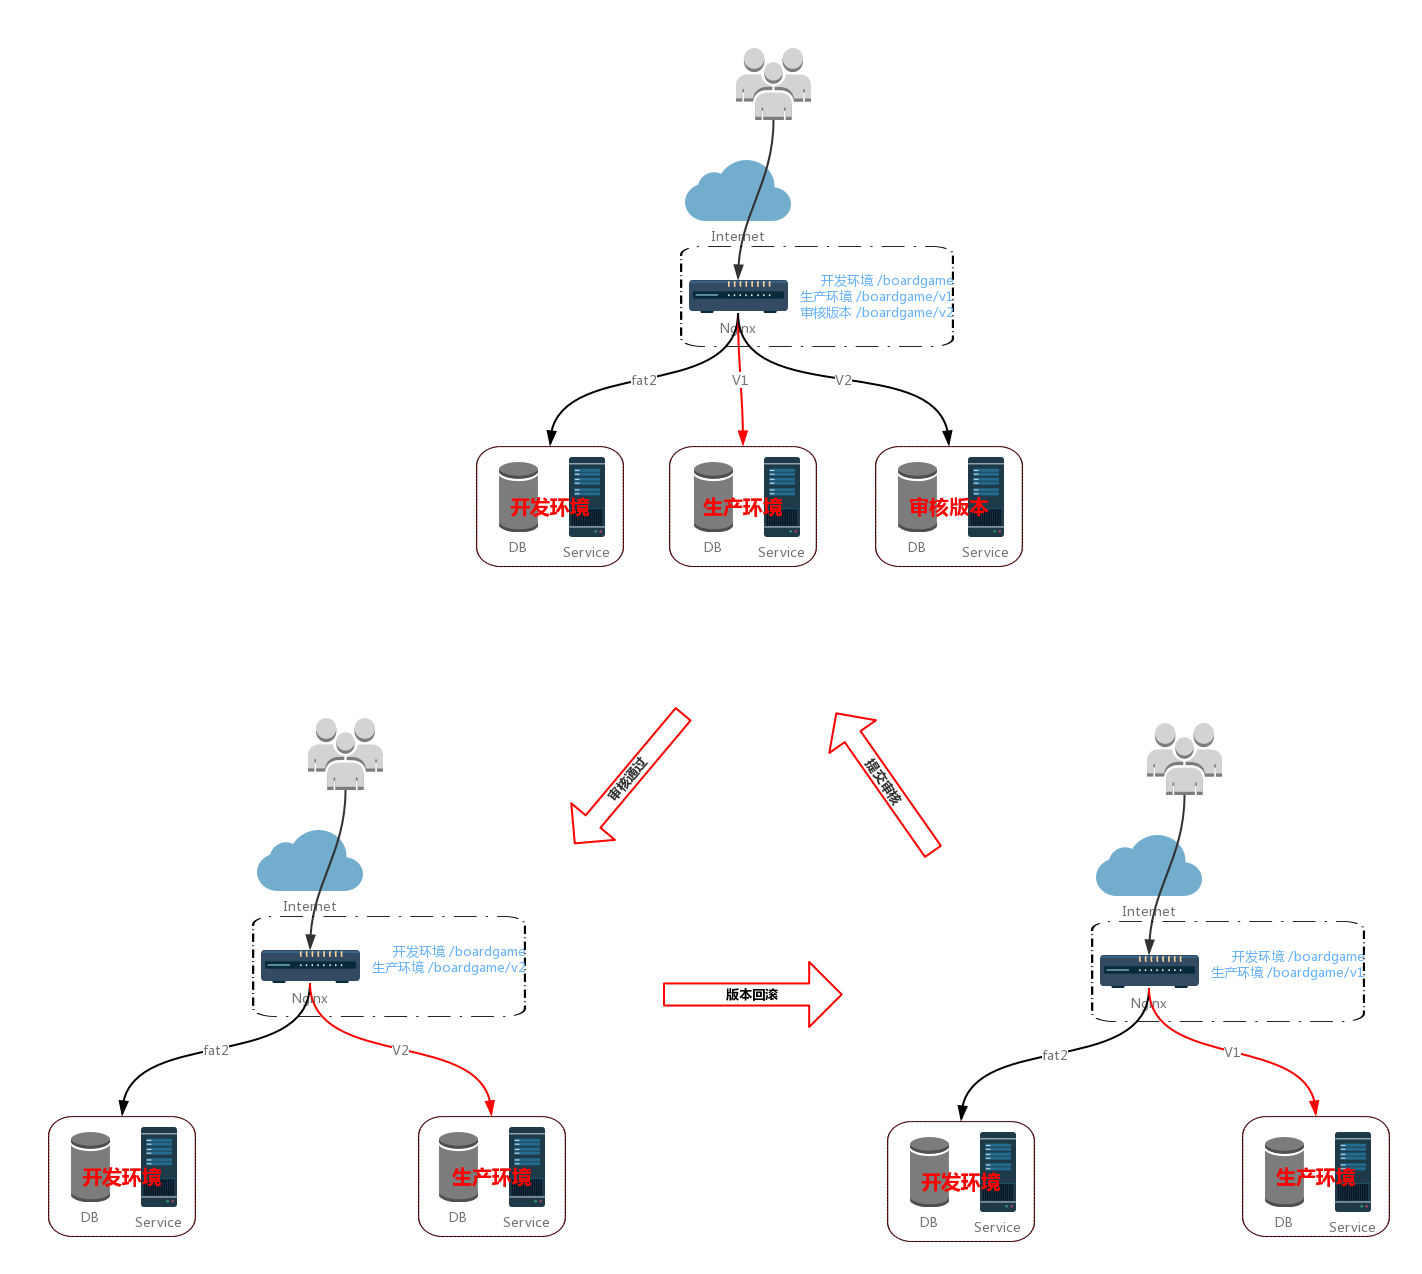 Internet
开发环境 /boardgame
生产环境 /boardgame/v1
审核版本 /boardgame/v2
Nginx
fat2
V1
V2
开发环境
DB
Service
生产环境
DB
Service
审核版本
DB
Service
审核通过
提交审核
版本回滚
Internet
开发环境 /boardgame
生产环境 /boardgame/v2
Nginx
fat2
V2
开发环境
DB
Service
生产环境
DB
Service
Internet
开发环境 /boardgame
生产环境 /boardgame/v1
Nginx
fat2
V1
开发环境
DB
Service
生产环境
DB
Service